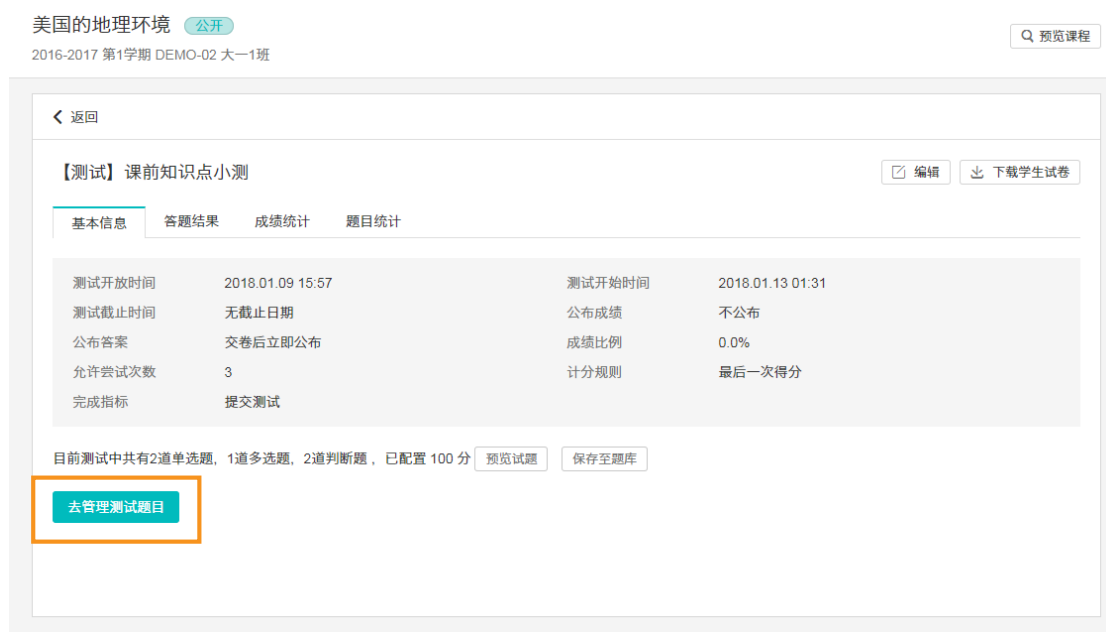 美国的地理环境 公开
2016-2017 第1学期 DEMO-02 大一1班
预览课程
返回
【测试】课前知识点小测
编辑 下载学生试卷
基本信息 答题结果 成绩统计 题目统计
测试开放时间 2018.01.09 15:57 测试开始时间 2018.01.13 01:31
测试截止时间 无截止日期 公布成绩 不公布
公布答案 交卷后立即公布 成绩比例 0.0%
允许尝试次数 3 计分规则 最后一次得分
完成指标 提交测试
目前测试中共有2道单选题，1道多选题，2道判断题 ，已配置 100 分 预览试题 保存至题库
去管理测试题目